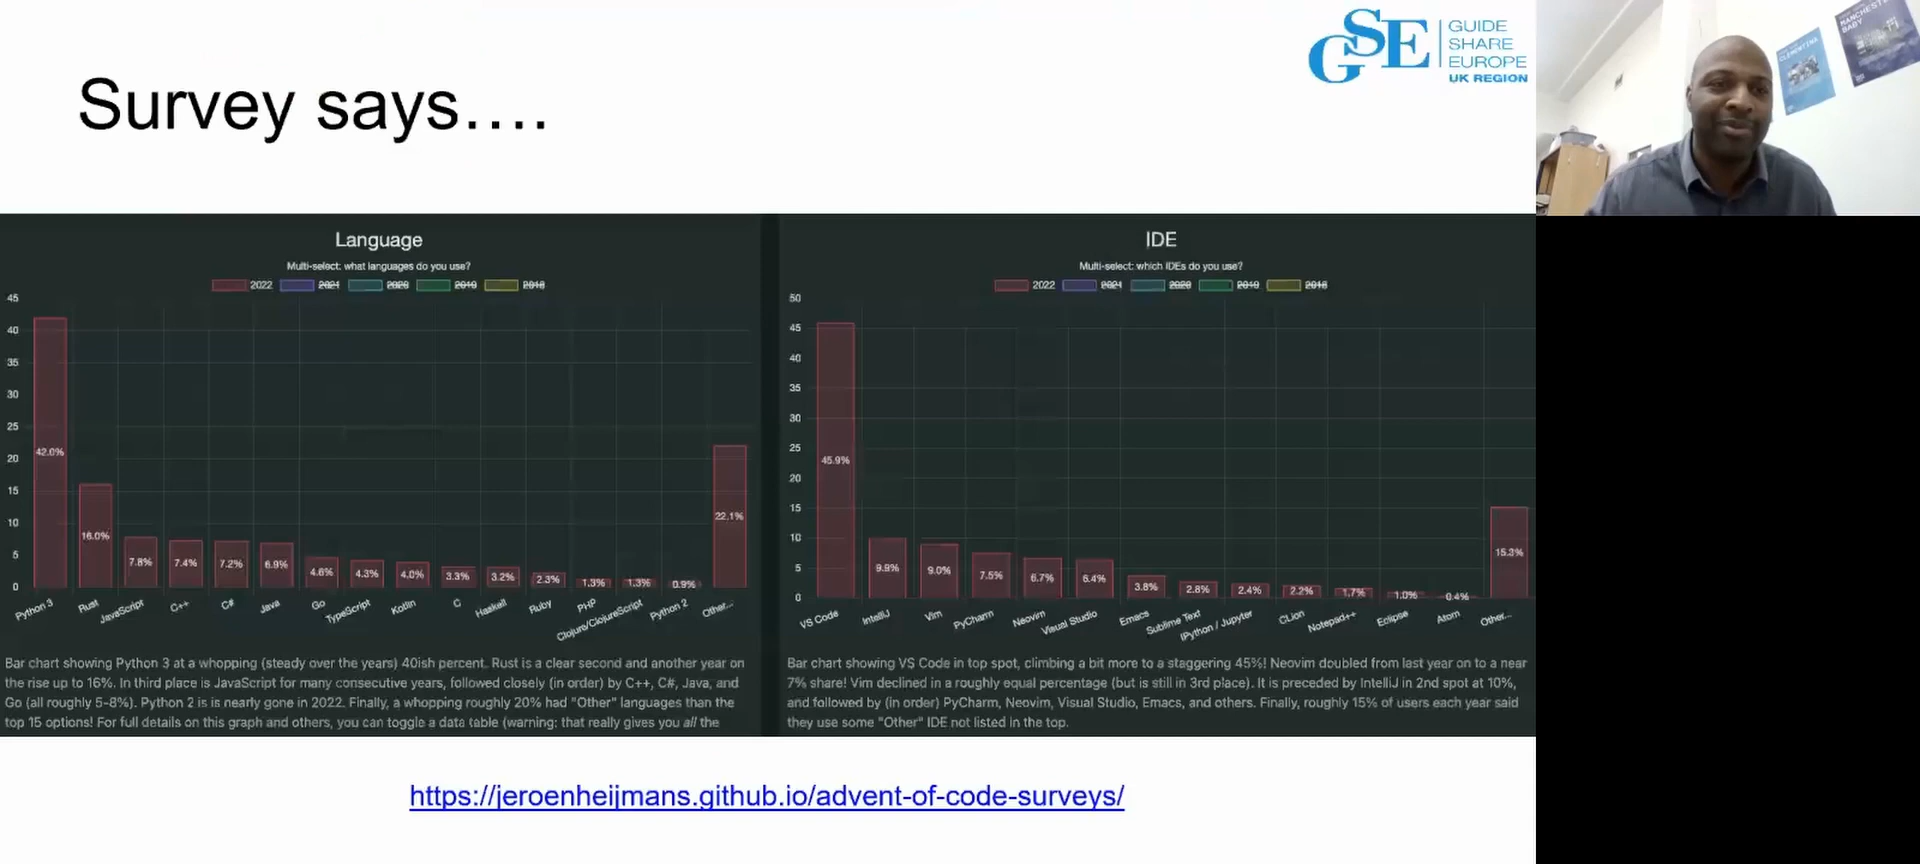 Survey says….
GSE
GUIDE
SHARE
EUROPE
UK REGION
CLEMENTINA
MANCHESTER
BABY
Language
Multi-select: what languages do you use?
2022 2021 2020 2019 2018
45
40
35
30
25
20
15
10
5
0
42.0%
16.0%
7.8%
7.4%
7.2%
6.9%
4.6%
4.3%
4.0%
3.3%
3.2%
2.3%
1.3%
1.3%
0.9%
22.1%
Python 3
Rust
JavaScript
C++
C#
Java
Go
TypeScript
Kotlin
C
Haskell
Ruby
PHP
Clojure/ClojureScript
Python 2
Other...
Bar chart showing Python 3 at a whopping (steady over the years) 40ish percent. Rust is a clear second and another year on
the rise up to 16%. In third place is JavaScript for many consecutive years, followed closely (in order) by C++, C#, Java, and
Go (all roughly 5-8%). Python 2 is is nearly gone in 2022. Finally, a whopping roughly 20% had "Other" languages than the
top 15 options! For full details on this graph and others, you can toggle a data table (warning: that really gives you all the
IDE
Multi-select: which IDEs do you use?
2022 2021 2020 2019 2018
50
45
40
35
30
25
20
15
10
5
0
45.9%
9.9%
9.0%
7.5%
6.7%
6.4%
3.8%
2.8%
2.4%
2.2%
1.7%
1.0%
0.4%
15.3%
VS Code
IntelliJ
Vim
PyCharm
Neovim
Visual Studio
Emacs
Sublime Text
IPython / Jupyter
CLion
Notepad++
Eclipse
Atom
Other...
Bar chart showing VS Code in top spot, climbing a bit more to a staggering 45%! Neovim doubled from last year on to a near
7% share! Vim declined in a roughly equal percentage (but is still in 3rd place). It is preceded by IntelliJ in 2nd spot at 10%,
and followed by (in order) PyCharm, Neovim, Visual Studio, Emacs, and others. Finally, roughly 15% of users each year said
they use some "Other" IDE not listed in the top.
https://jeroenheijmans.github.io/advent-of-code-surveys/